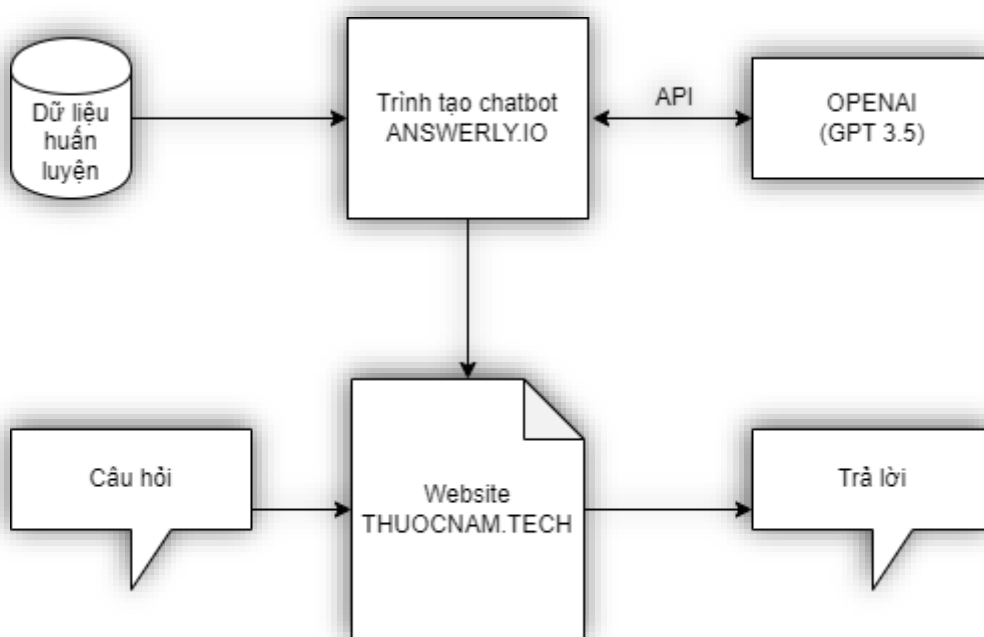 Dữ liệu
huấn
luyện
Trình tạo chatbot
ANSWERLY.IO
API
OPENAI
(GPT 3.5)
Câu hỏi
Website
THUOCNAM.TECH
Trả lời